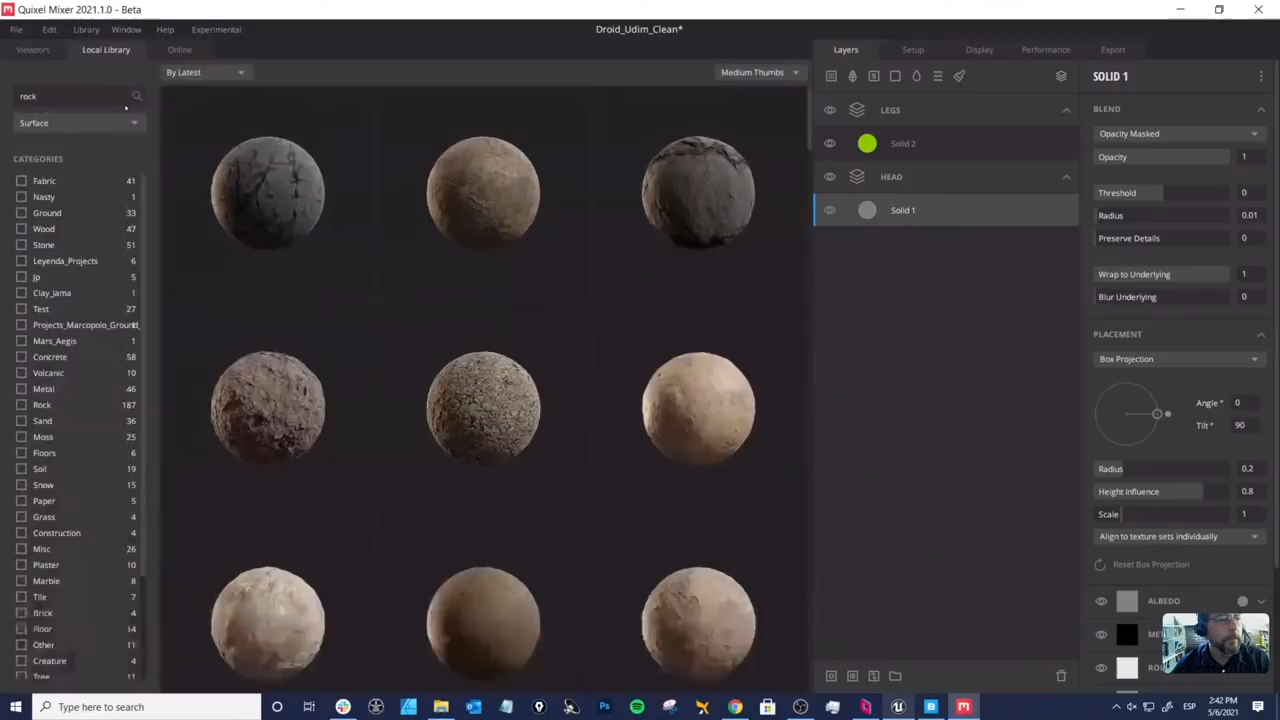 Quixel Mixer 2021.1.0 - Beta
File Edit Library Window Help Experimental
Droid_Udim_Clean*
Viewport Local Library Online
Layers Setup Display Performance Export
By Latest
Medium Thumbs
rock
Surface
CATEGORIES
Fabric 41
Nasty 1
Ground 33
Wood 47
Stone 51
Leyenda_Projects 6
Jp 5
Clay_Jama 1
Test 27
Projects_Marcopolo_Ground_
Mars_Aegis 1
Concrete 58
Volcanic 10
Metal 46
Rock 187
Sand 36
Moss 25
Floors 6
Soil 19
Snow 15
Paper 5
Grass 4
Construction 4
Misc 26
Plaster 10
Marble 8
Tile 7
Brick 4
Floor 14
Other 11
Creature 4
Tree 11
LEGS
Solid 2
HEAD
Solid 1
SOLID 1
BLEND
Opacity Masked
Opacity 1
Threshold 0
Radius 0.01
Preserve Details 0
Wrap to Underlying 1
Blur Underlying 0
PLACEMENT
Box Projection
Angle ° 0
Tilt ° 90
Radius 0.2
Height Influence 0.8
Scale 1
Align to texture sets individually
Reset Box Projection
ALBEDO
Type here to search
ESP
2:42 PM
5/6/2021